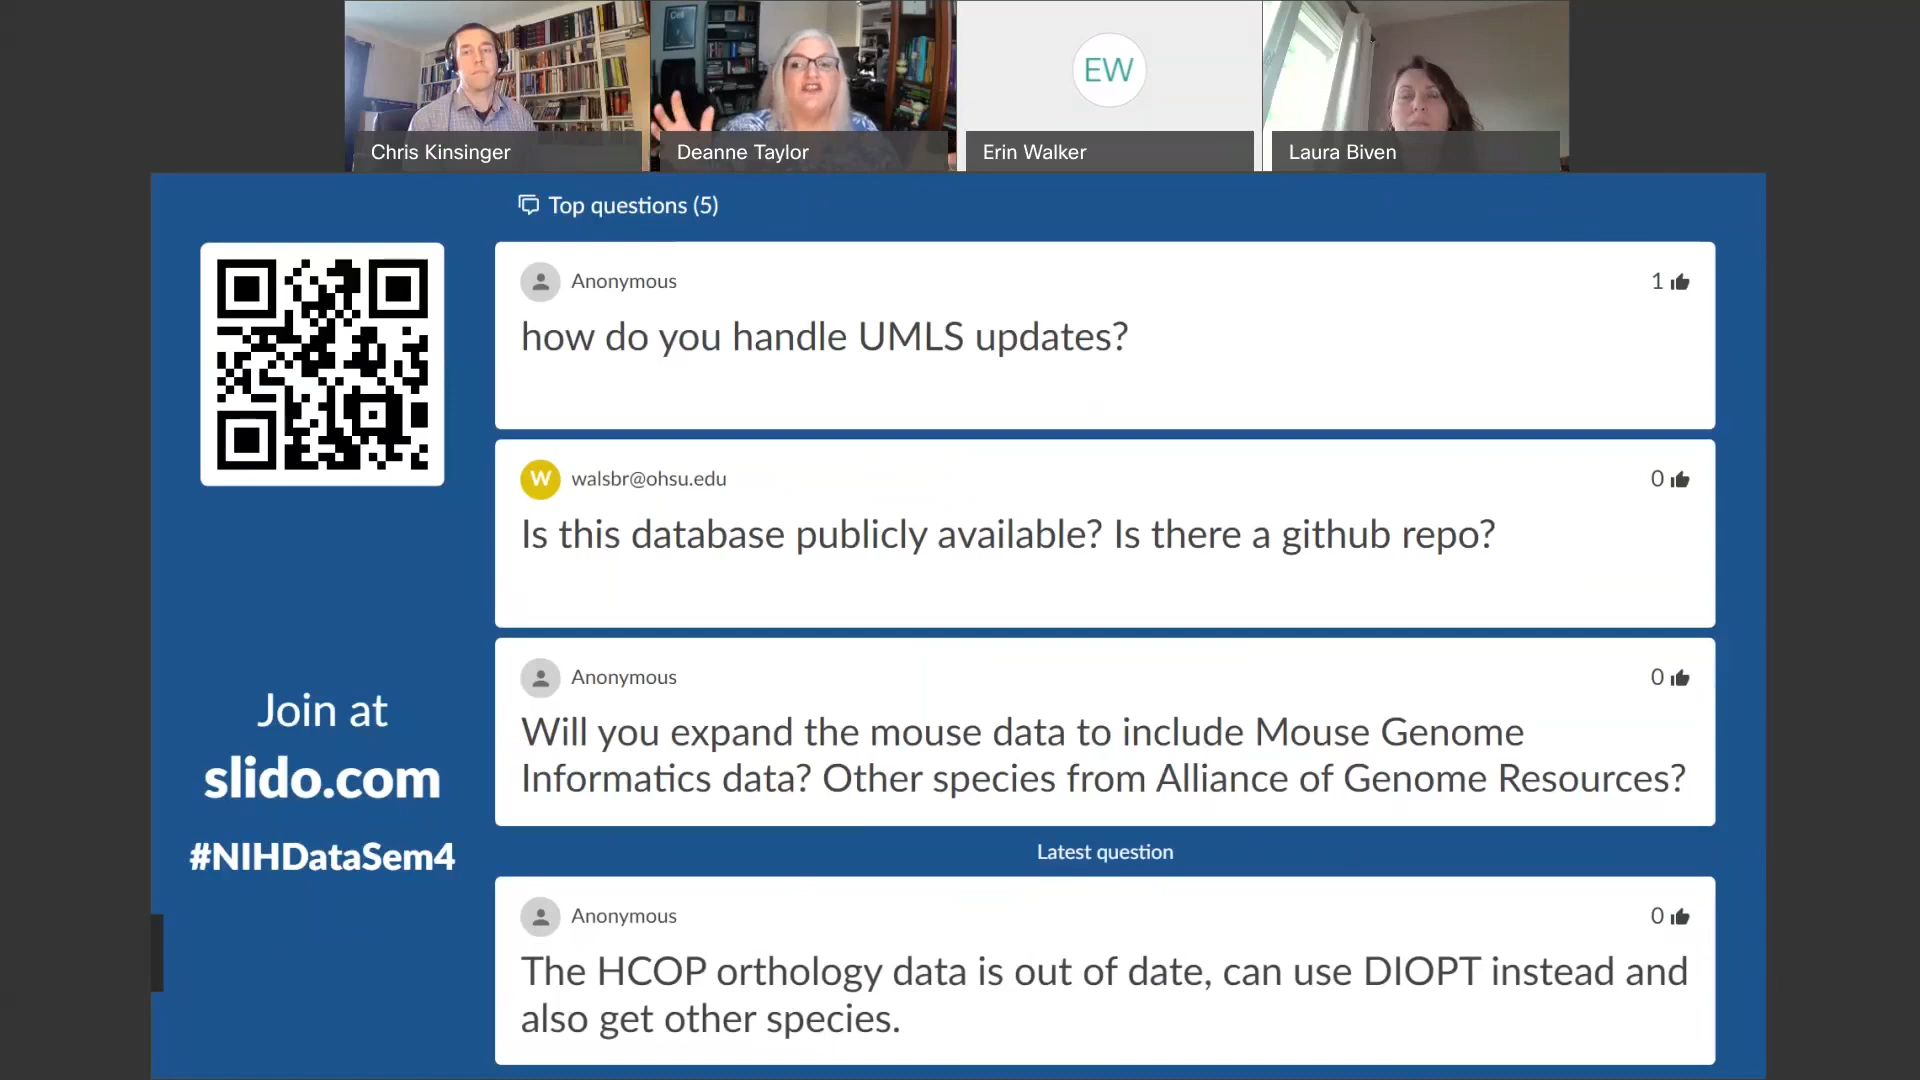 Cell
EW
Chris Kinsinger
Deanne Taylor
Erin Walker
Laura Biven
Top questions (5)
Anonymous
1
how do you handle UMLS updates?
W
walsbr@ohsu.edu
0
Is this database publicly available? Is there a github repo?
Anonymous
0
Will you expand the mouse data to include Mouse Genome
Informatics data? Other species from Alliance of Genome Resources?
Join at
slido.com
#NIHDataSem4
Latest question
Anonymous
0
The HCOP orthology data is out of date, can use DIOPT instead and
also get other species.